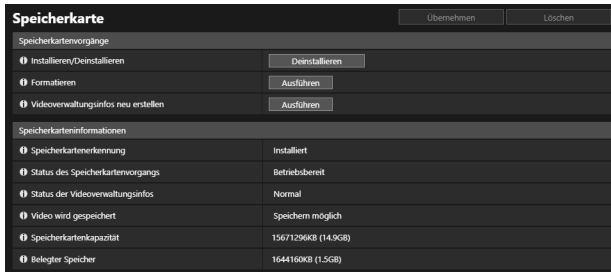 Speicherkarte
Übernehmen
Löschen
Speicherkartenvorgänge
Installieren/Deinstallieren
Deinstallieren
Formatieren
Ausführen
Videoverwaltungsinfos neu erstellen
Ausführen
Speicherkarteninformationen
Speicherkartenerkennung
Installiert
Status des Speicherkartenvorgangs
Betriebsbereit
Status der Videoverwaltungsinfos
Normal
Video wird gespeichert
Speichern möglich
Speicherkartenkapazität
15671296KB (14.9GB)
Belegter Speicher
1644160KB (1.5GB)